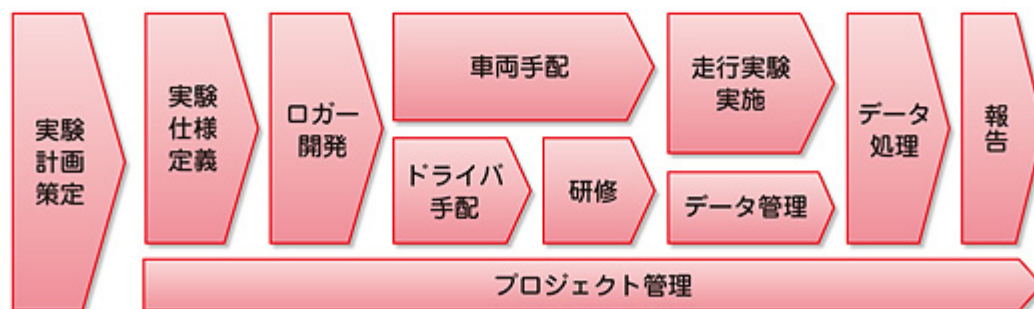 実験
計画
策定
実験
仕様
定義
ロガー
開発
車両手配
ドライバ
手配
研修
走行実験
実施
データ管理
データ
処理
報
告
プロジェクト管理